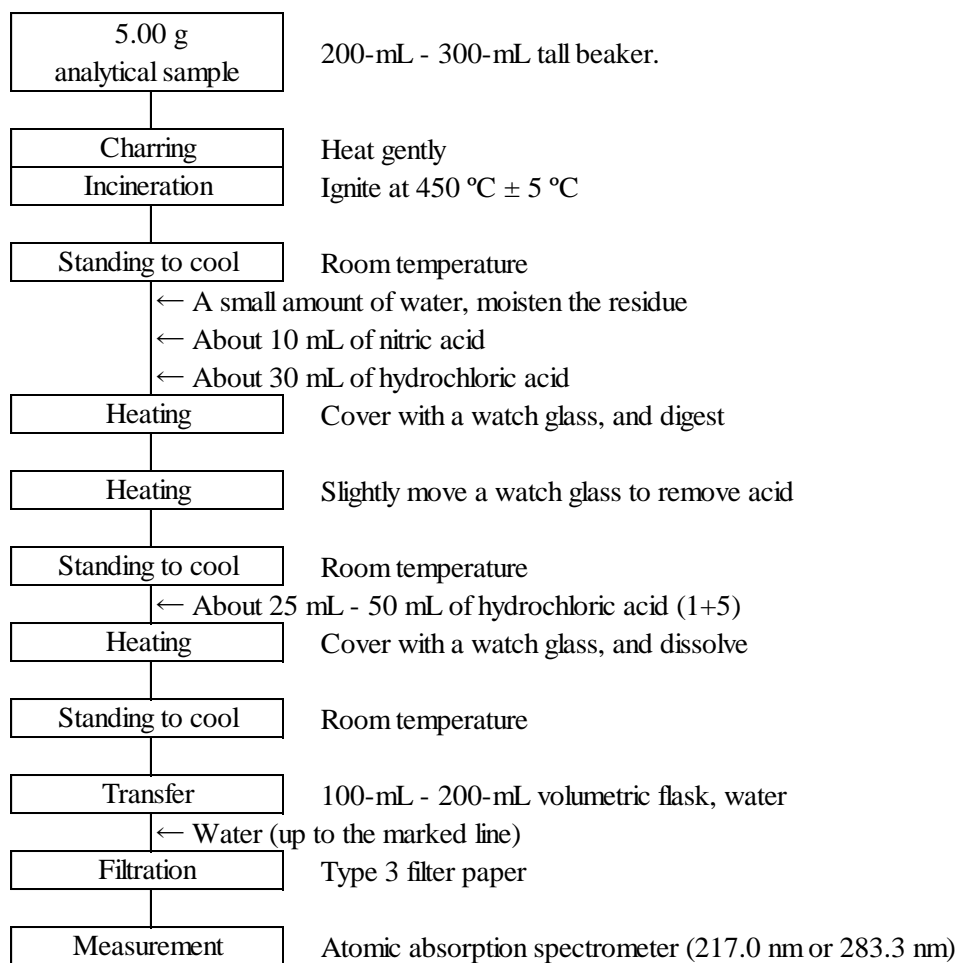 5.00 g
analytical sample
200-mL - 300-mL tall beaker.
Charring
Heat gently
Incineration
Ignite at 450 ºC ± 5 ºC
Standing to cool
Room temperature
← A small amount of water, moisten the residue
← About 10 mL of nitric acid
← About 30 mL of hydrochloric acid
Heating
Cover with a watch glass, and digest
Heating
Slightly move a watch glass to remove acid
Standing to cool
Room temperature
← About 25 mL - 50 mL of hydrochloric acid (1+5)
Heating
Cover with a watch glass, and dissolve
Standing to cool
Room temperature
Transfer
100-mL - 200-mL volumetric flask, water
← Water (up to the marked line)
Filtration
Type 3 filter paper
Measurement
Atomic absorption spectrometer (217.0 nm or 283.3 nm)